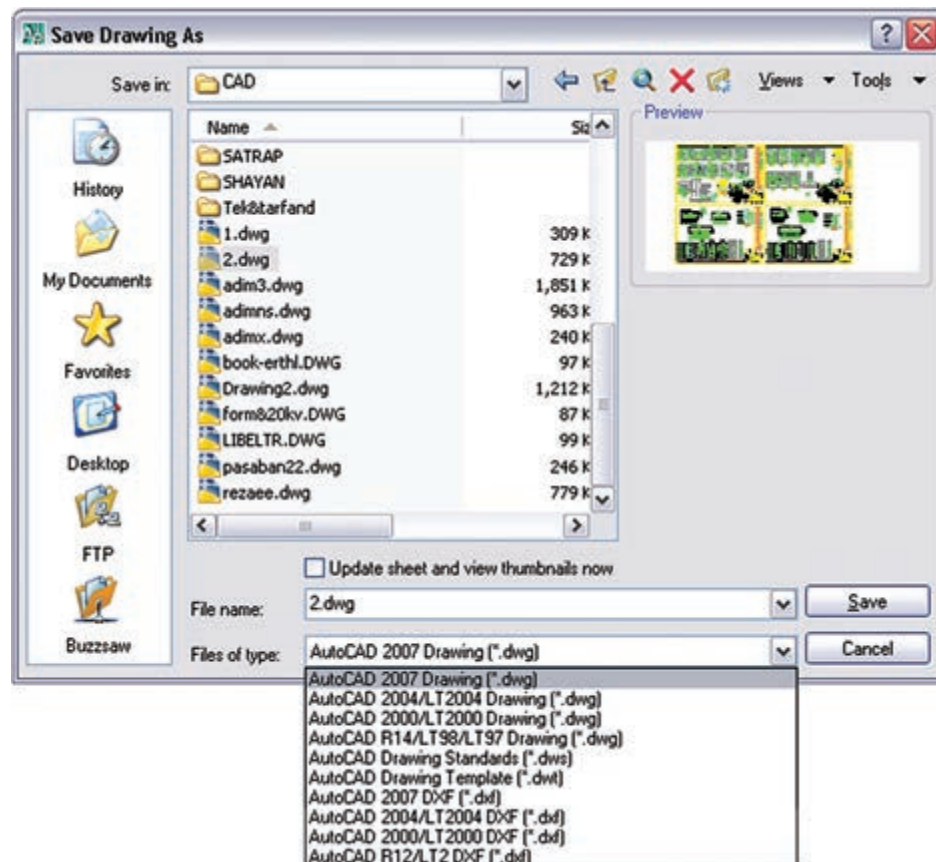 Save Drawing As
Save in: CAD Views Tools
History
My Documents
Favorites
Desktop
FTP
Buzzsaw
Name Siz
SATRAP
SHAYAN
Tek&tarfand
1.dwg 309 K
2.dwg 729 K
adim3.dwg 1,851 K
adimns.dwg 963 K
adimx.dwg 240 K
book-erthl.DWG 97 K
Drawing2.dwg 1,212 K
form&20kv.DWG 87 K
LIBELTR.DWG 99 K
pasaban22.dwg 246 K
rezaee.dwg 779 K
Preview
Update sheet and view thumbnails now
File name: 2.dwg Save
Files of type: AutoCAD 2007 Drawing (*.dwg) Cancel
AutoCAD 2007 Drawing (*.dwg)
AutoCAD 2004/LT2004 Drawing (*.dwg)
AutoCAD 2000/LT2000 Drawing (*.dwg)
AutoCAD R14/LT98/LT97 Drawing (*.dwg)
AutoCAD Drawing Standards (*.dws)
AutoCAD Drawing Template (*.dwt)
AutoCAD 2007 DXF (*.dxf)
AutoCAD 2004/LT2004 DXF (*.dxf)
AutoCAD 2000/LT2000 DXF (*.dxf)
AutoCAD R12/LT2 DXF (*.dxf)